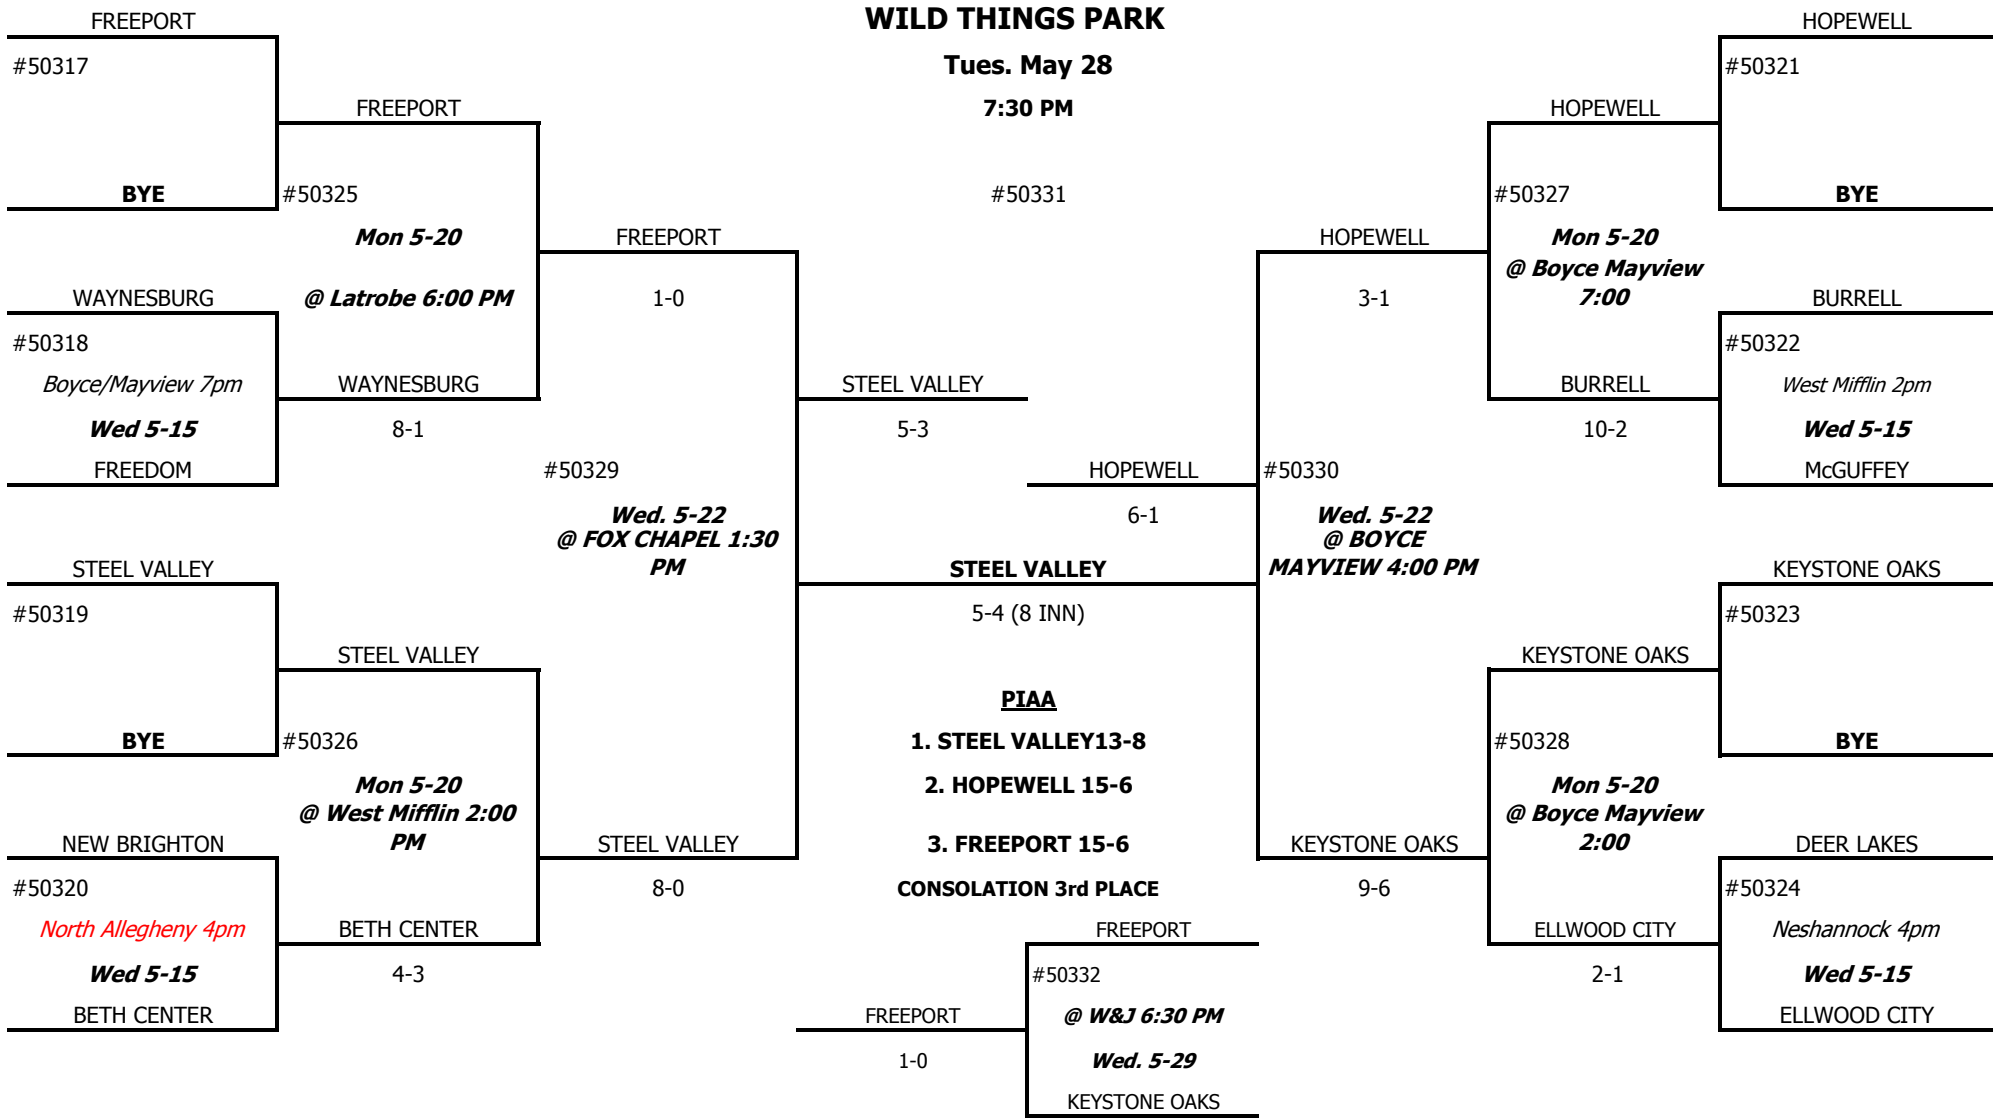 FREEPORT
WILD THINGS PARK
HOPEWELL
#50317
Tues. May 28
#50321
FREEPORT
7:30 PM
HOPEWELL
BYE
#50325
#50331
#50327
BYE
Mon 5-20
FREEPORT
HOPEWELL
Mon 5-20
@ Boyce Mayview
WAYNESBURG
@ Latrobe 6:00 PM
1-0
3-1
7:00
BURRELL
#50318
#50322
Boyce/Mayview 7pm
WAYNESBURG
STEEL VALLEY
BURRELL
West Mifflin 2pm
Wed 5-15
8-1
5-3
10-2
Wed 5-15
FREEDOM
#50329
HOPEWELL
#50330
McGUFFEY
Wed. 5-22
6-1
Wed. 5-22
@ FOX CHAPEL 1:30
@ BOYCE
STEEL VALLEY
PM
STEEL VALLEY
MAYVIEW 4:00 PM
KEYSTONE OAKS
#50319
5-4 (8 INN)
#50323
STEEL VALLEY
KEYSTONE OAKS
PIAA
BYE
#50326
1. STEEL VALLEY13-8
#50328
BYE
Mon 5-20
2. HOPEWELL 15-6
Mon 5-20
@ West Mifflin 2:00
@ Boyce Mayview
NEW BRIGHTON
PM
STEEL VALLEY
3. FREEPORT 15-6
KEYSTONE OAKS
2:00
DEER LAKES
#50320
8-0
CONSOLATION 3rd PLACE
9-6
#50324
North Allegheny 4pm
BETH CENTER
FREEPORT
ELLWOOD CITY
Neshannock 4pm
Wed 5-15
4-3
#50332
2-1
Wed 5-15
BETH CENTER
FREEPORT
@ W&J 6:30 PM
ELLWOOD CITY
1-0
Wed. 5-29
KEYSTONE OAKS